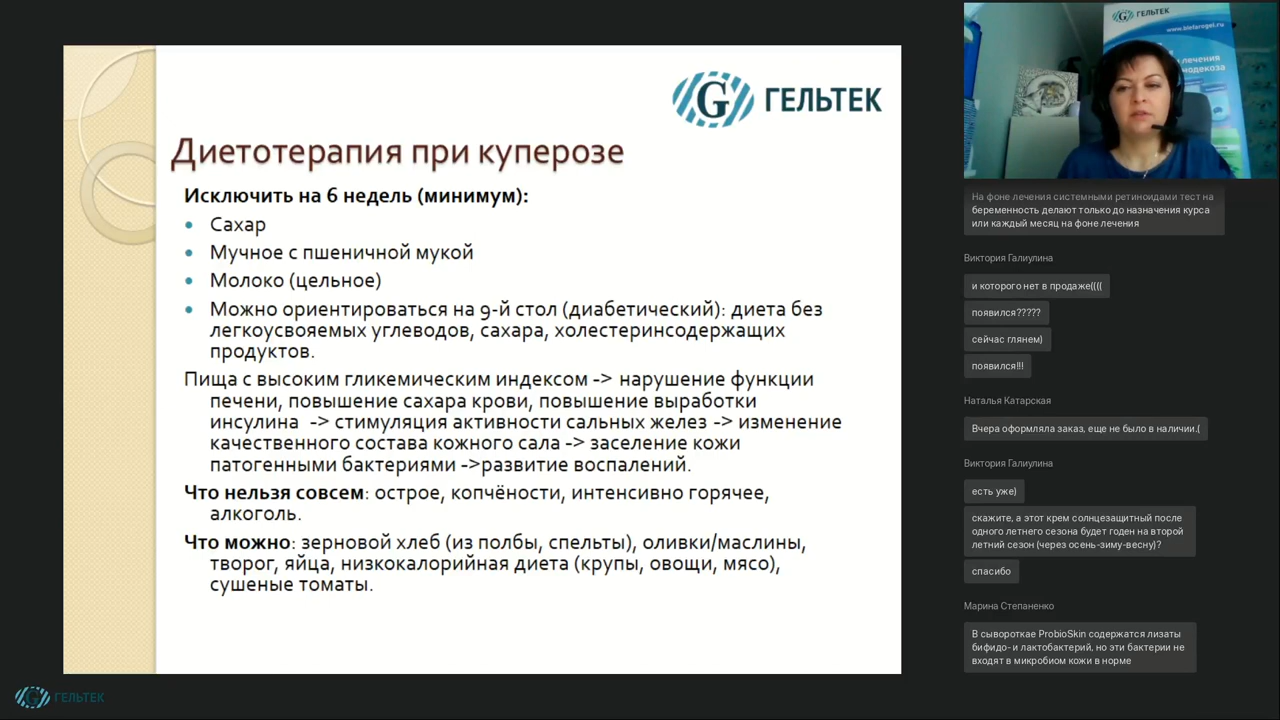 ГЕЛЬТЕК
Диетотерапия при куперозе
Исключить на 6 недель (минимум):
• Сахар
• Мучное с пшеничной мукой
• Молоко (цельное)
• Можно ориентироваться на 9-й стол (диабетический): диета без
легкоусвояемых углеводов, сахара, холестеринсодержащих
продуктов.
Пища с высоким гликемическим индексом -> нарушение функции
печени, повышение сахара крови, повышение выработки
инсулина -> стимуляция активности сальных желез -> изменение
качественного состава кожного сала -> заселение кожи
патогенными бактериями ->развитие воспалений.
Что нельзя совсем: острое, копчёности, интенсивно горячее,
алкоголь.
Что можно: зерновой хлеб (из полбы, спельты), оливки/маслины,
творог, яйца, низкокалорийная диета (крупы, овощи, мясо),
сушеные томаты.
ГЕЛЬТЕК
ГЕЛЬТЕК
www.biofaregel.ru
лечения
На фоне лечения системными ретиноидами тест на
беременность делают только до назначения курса
или каждый месяц на фоне лечения
Виктория Галиулина
и которого нет в продаже((((
появился?????
сейчас глянем)
появился!!!
Наталья Катарская
Вчера оформляла заказ, еще не было в наличии.(
Виктория Галиулина
есть уже)
скажите, а этот крем солнцезащитный после
одного летнего сезона будет годен на второй
летний сезон (через осень-зиму-весну)?
спасибо
Марина Степаненко
В сывороткае ProbioSkin содержатся лизаты
бифидо- и лактобактерий, но эти бактерии не
входят в микробиом кожи в норме